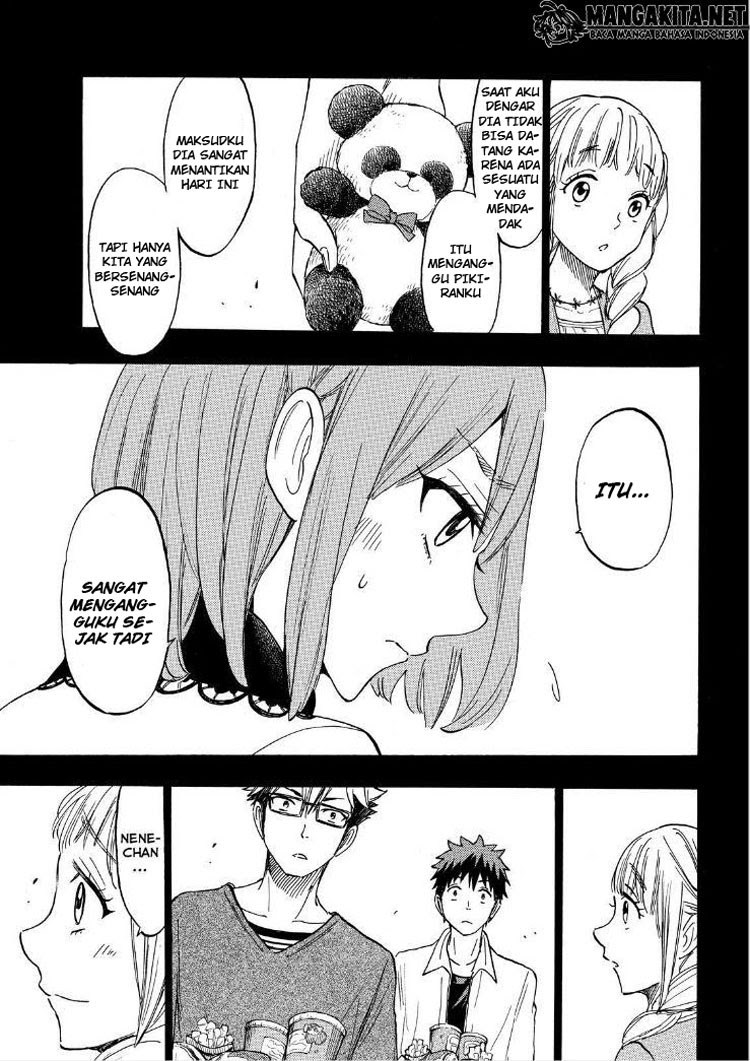 MANGAKITA.NET
BACA MANGA BAHASA INDONESIA
SAAT AKU
DENGAR
DIA TIDAK
BISA DA-
TANG KA-
RENA ADA
SESUATU
YANG
MENDA-
DAK
ITU
MENGANG-
GU PIKI-
RANKU
MAKSUDKU
DIA SANGAT
MENANTIKAN
HARI INI
TAPI HANYA
KITA YANG
BERSENANG-
SENANG
ITU...
SANGAT
MENGANG-
GUKU SE-
JAK TADI
NENE-
CHAN
...